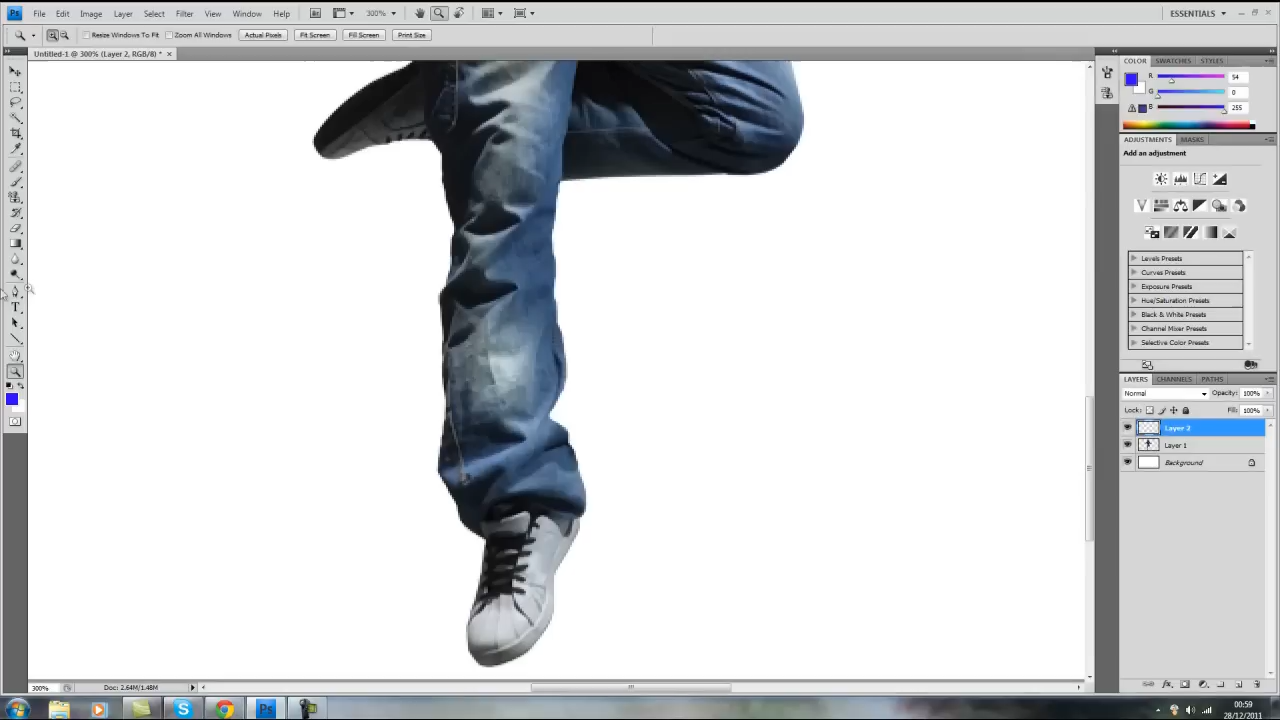 Ps File Edit Image Layer Select Filter View Window Help 300% ESSENTIALS
Resize Windows To Fit Zoom All Windows Actual Pixels Fit Screen Fill Screen Print Size
Untitled-1 @ 300% (Layer 2, RGB/8) *
COLOR SWATCHES STYLES
R 54
G 0
B 255
ADJUSTMENTS MASKS
Add an adjustment
Levels Presets
Curves Presets
Exposure Presets
Hue/Saturation Presets
Black & White Presets
Channel Mixer Presets
Selective Color Presets
LAYERS CHANNELS PATHS
Normal Opacity: 100%
Lock: Fill: 100%
Layer 2
Layer 1
Background
300% Doc: 2.64M/1.48M
Ps
00:59
28/12/2011